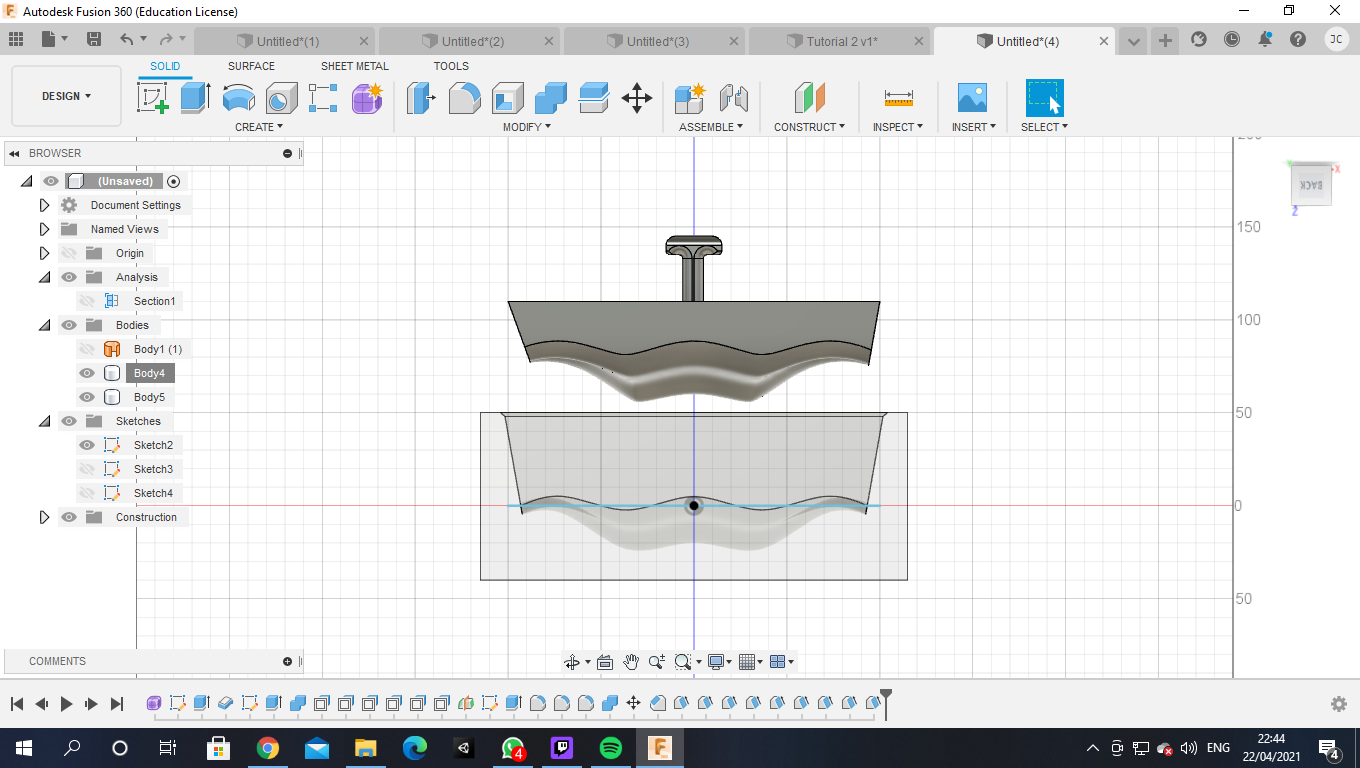 Autodesk Fusion 360 (Education License)
Untitled*(1)
Untitled*(2)
Untitled*(3)
Tutorial 2 v1*
Untitled*(4)
JC
SOLID
SURFACE
SHEET METAL
TOOLS
DESIGN
CREATE
MODIFY
ASSEMBLE
CONSTRUCT
INSPECT
INSERT
SELECT
BROWSER
(Unsaved)
Document Settings
Named Views
Origin
Analysis
Section1
Bodies
Body1 (1)
Body4
Body5
Sketches
Sketch2
Sketch3
Sketch4
Construction
200
150
100
50
0
50
BACK
X
Y
Z
COMMENTS
4
ENG
22:44
22/04/2021
4